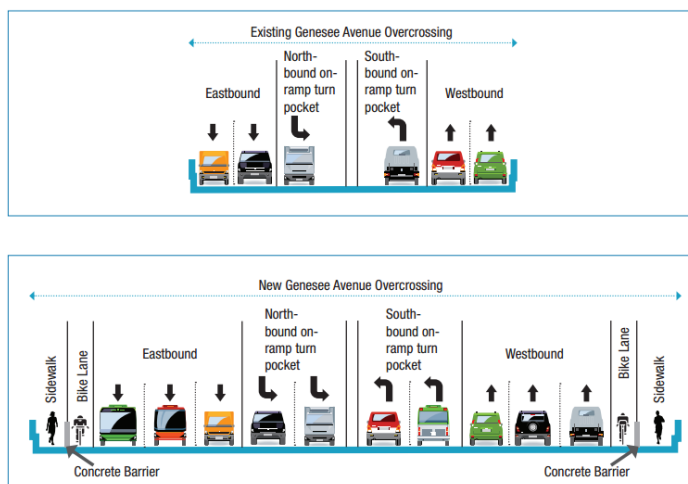 Existing Genesee Avenue Overcrossing
Eastbound
North-
bound on-
ramp turn
pocket
South-
bound on-
ramp turn
pocket
Westbound
New Genesee Avenue Overcrossing
Sidewalk
Bike Lane
Eastbound
North-
bound on-
ramp turn
pocket
South-
bound on-
ramp turn
pocket
Westbound
Bike Lane
Sidewalk
Concrete Barrier
Concrete Barrier